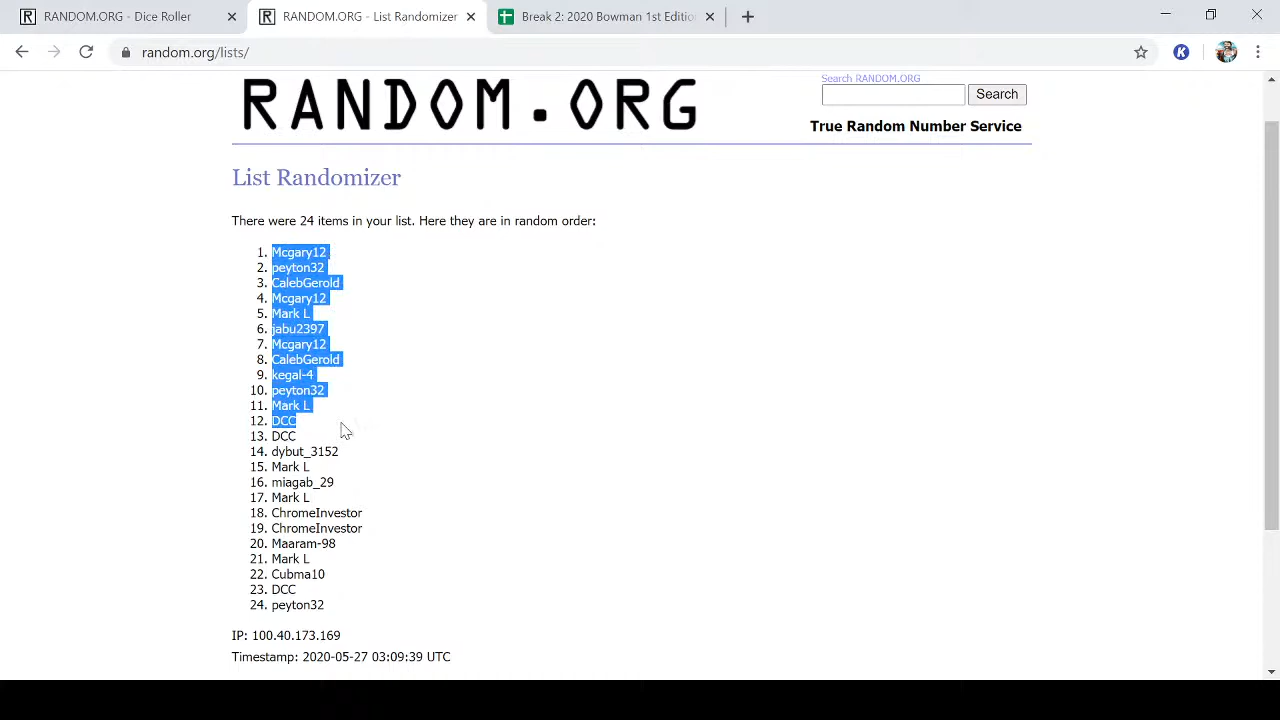 RANDOM.ORG - Dice Roller
RANDOM.ORG - List Randomizer
Break 2: 2020 Bowman 1st Edition
random.org/lists/
K
RANDOM.ORG
Search RANDOM.ORG
Search
True Random Number Service
List Randomizer
There were 24 items in your list. Here they are in random order:
1. Mcgary12
2. peyton32
3. CalebGerold
4. Mcgary12
5. Mark L
6. jabu2397
7. Mcgary12
8. CalebGerold
9. kegal-4
10. peyton32
11. Mark L
12. DCC
13. DCC
14. dybut_3152
15. Mark L
16. miagab_29
17. Mark L
18. ChromeInvestor
19. ChromeInvestor
20. Maaram-98
21. Mark L
22. Cubma10
23. DCC
24. peyton32
IP: 100.40.173.169
Timestamp: 2020-05-27 03:09:39 UTC